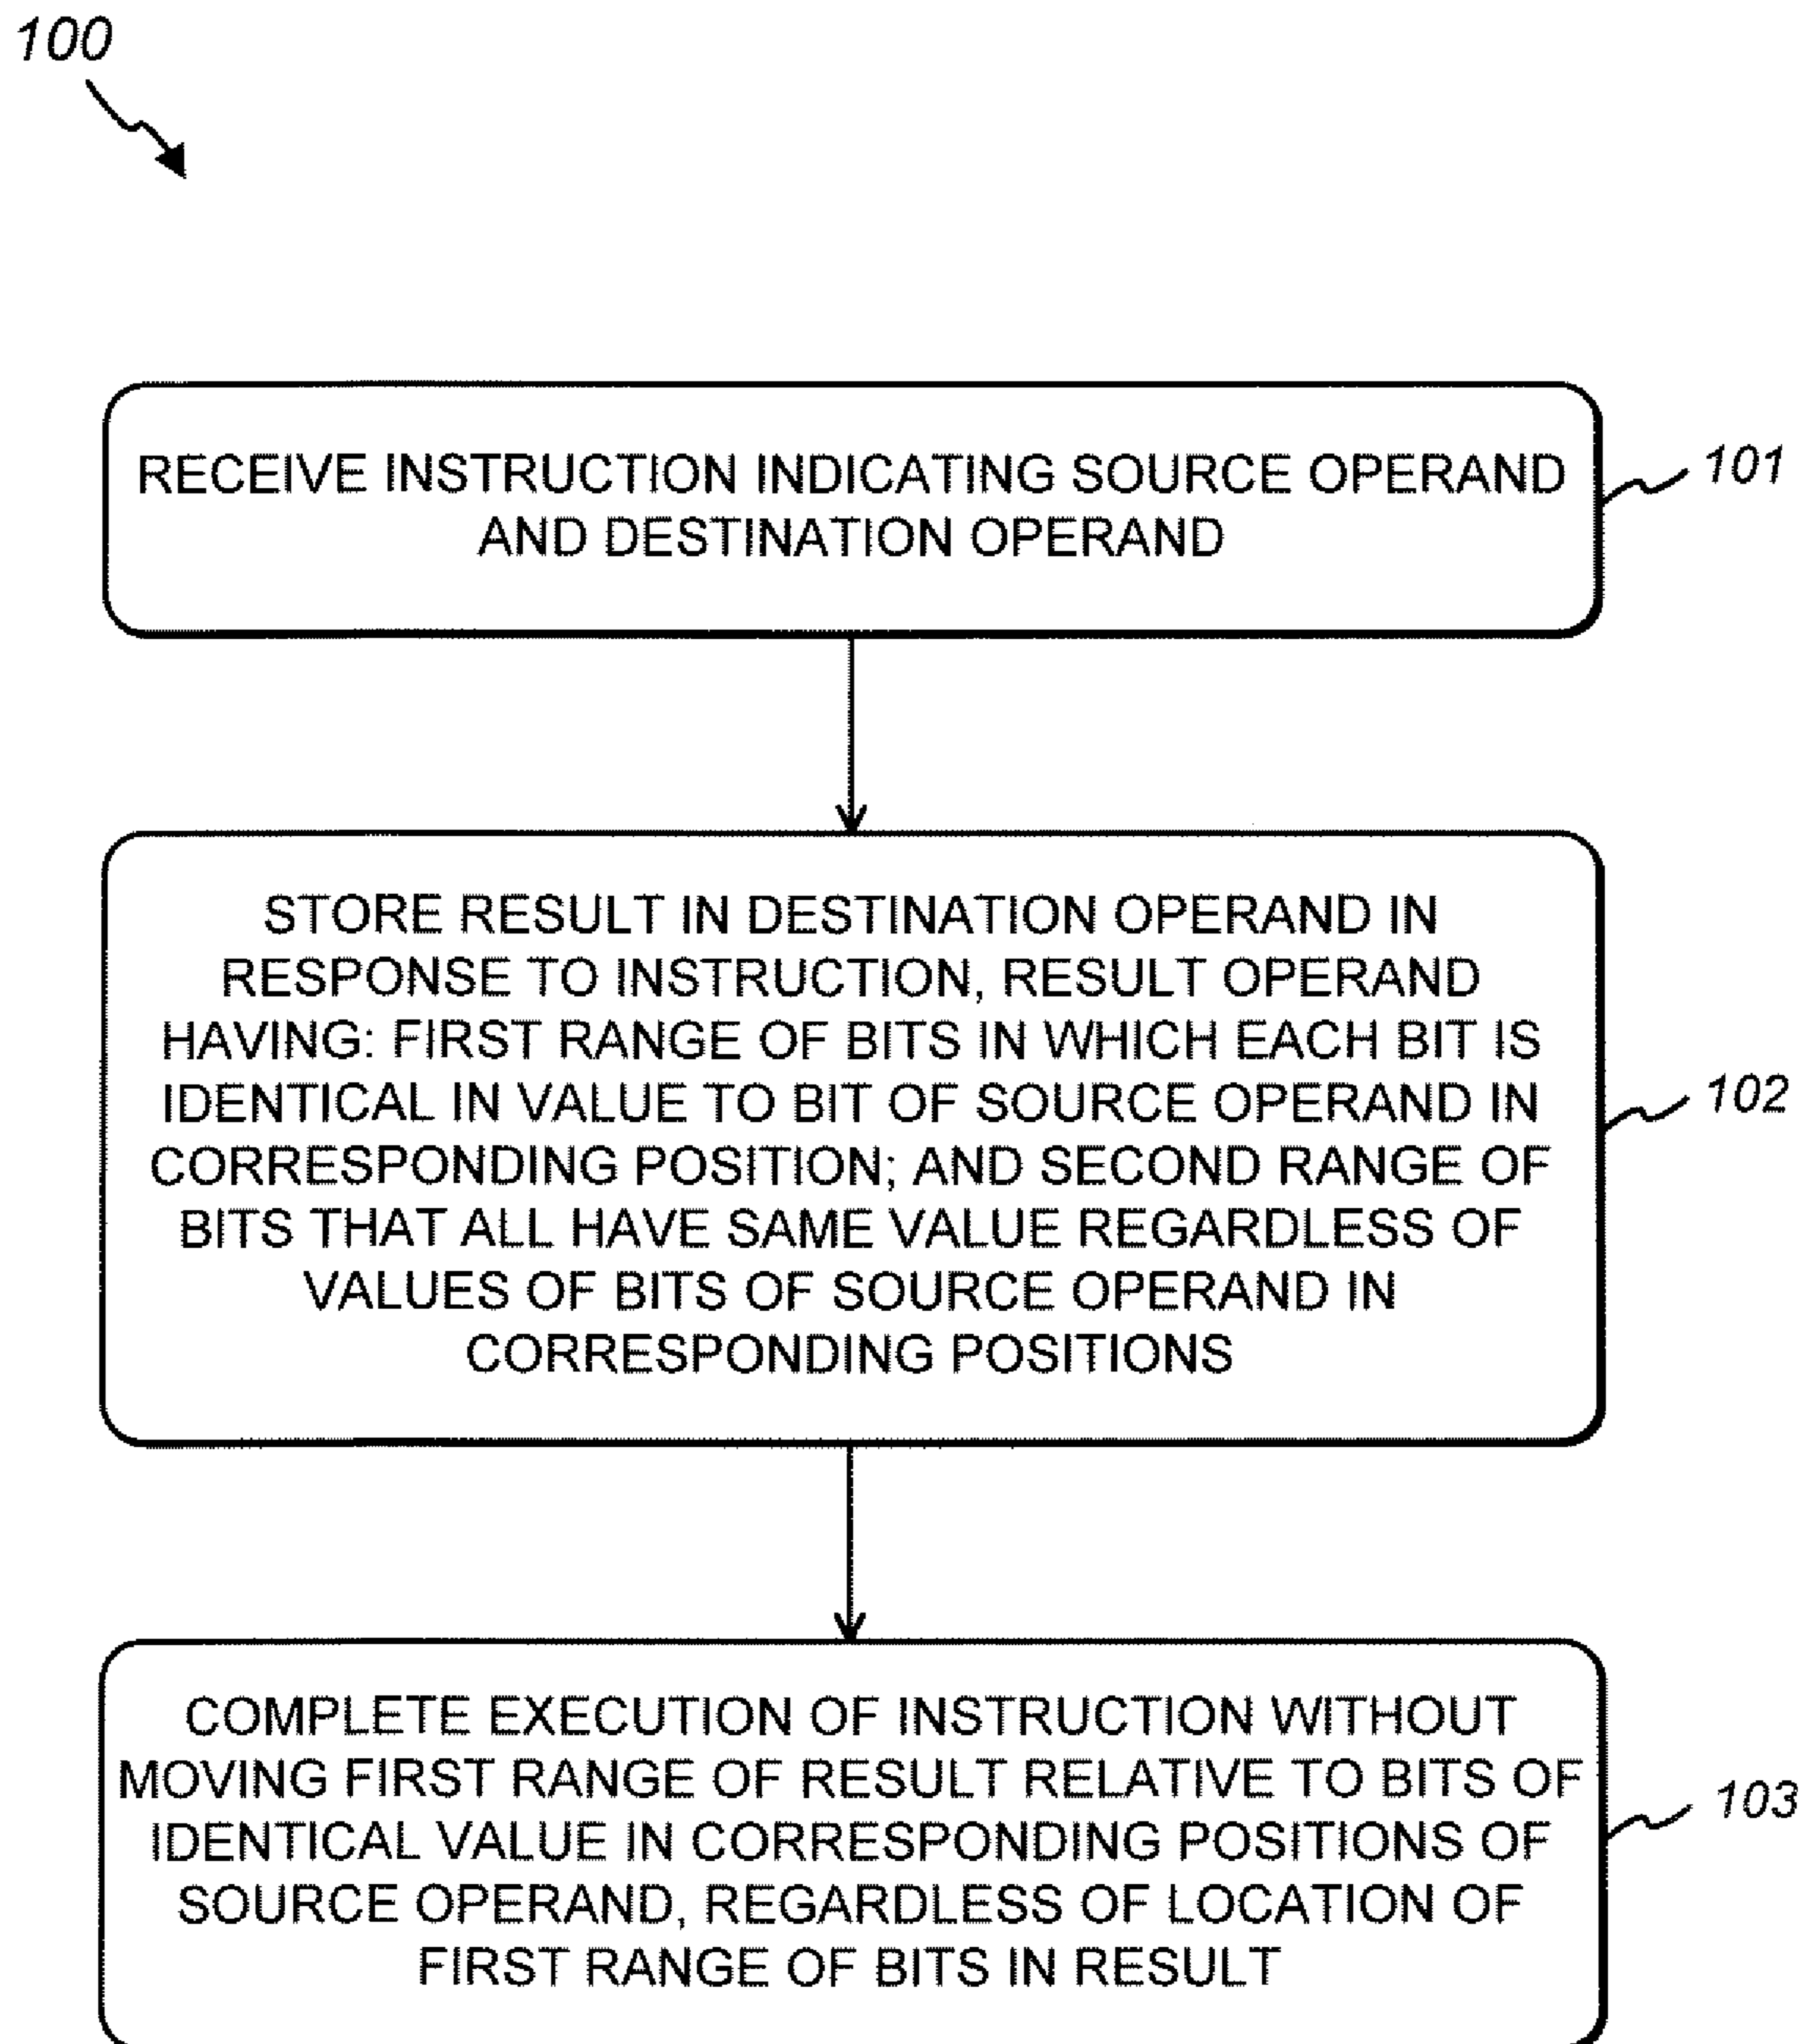 100
RECEIVE INSTRUCTION INDICATING SOURCE OPERAND
AND DESTINATION OPERAND
101
STORE RESULT IN DESTINATION OPERAND IN
RESPONSE TO INSTRUCTION, RESULT OPERAND
HAVING: FIRST RANGE OF BITS IN WHICH EACH BIT IS
IDENTICAL IN VALUE TO BIT OF SOURCE OPERAND IN
CORRESPONDING POSITION; AND SECOND RANGE OF
BITS THAT ALL HAVE SAME VALUE REGARDLESS OF
VALUES OF BITS OF SOURCE OPERAND IN
CORRESPONDING POSITIONS
102
COMPLETE EXECUTION OF INSTRUCTION WITHOUT
MOVING FIRST RANGE OF RESULT RELATIVE TO BITS OF
IDENTICAL VALUE IN CORRESPONDING POSITIONS OF
SOURCE OPERAND, REGARDLESS OF LOCATION OF
FIRST RANGE OF BITS IN RESULT
103